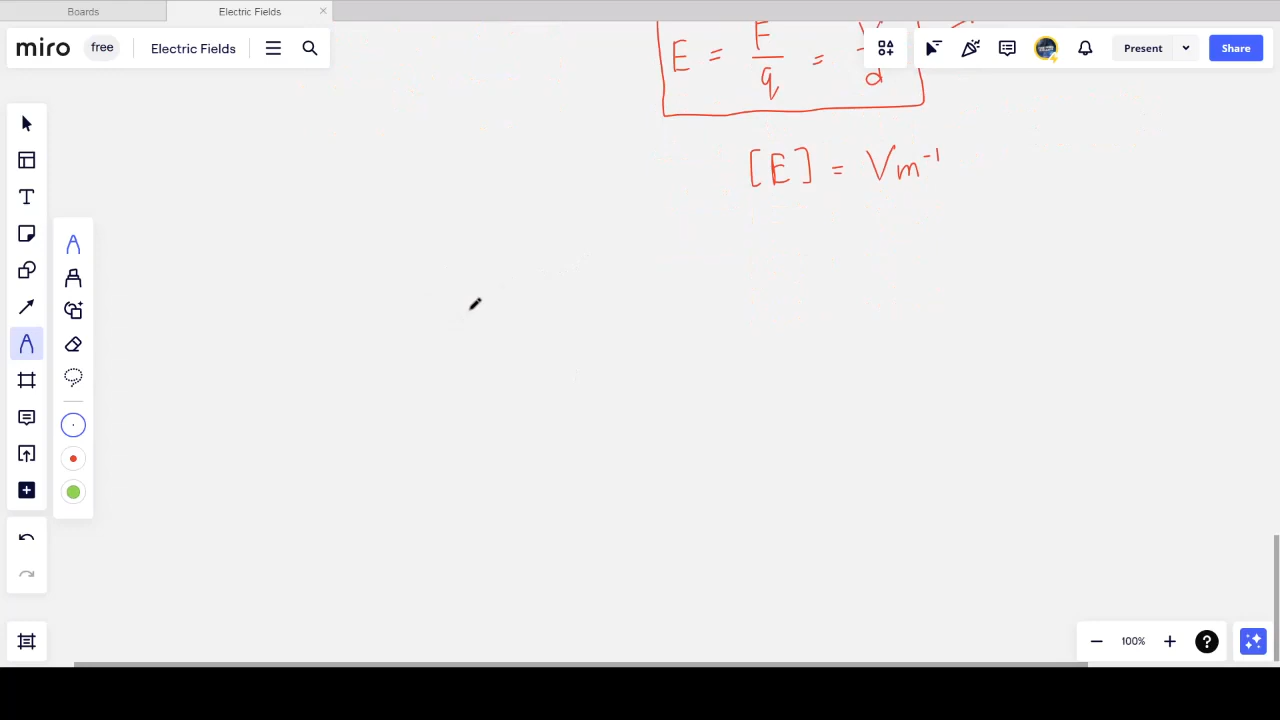 Boards
Electric Fields
miro free Electric Fields
Present
Share
E = F/q = V/d
[E] = Vm⁻¹
100%